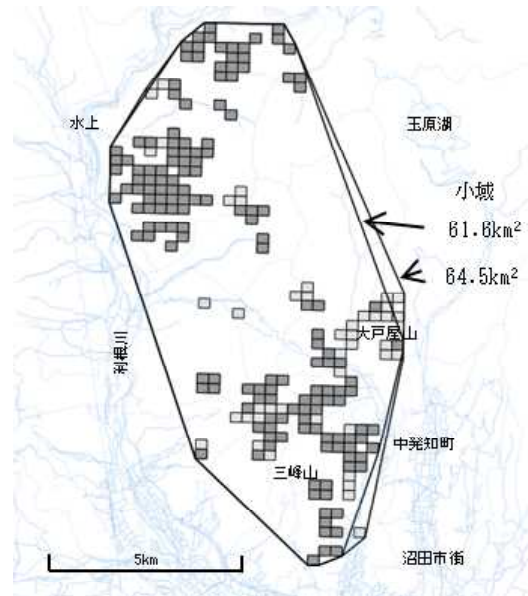 水上
玉原湖
小域
61.6km²
64.5km²
大戸屋山
利根川
中発知町
三峰山
5km
沼田市街